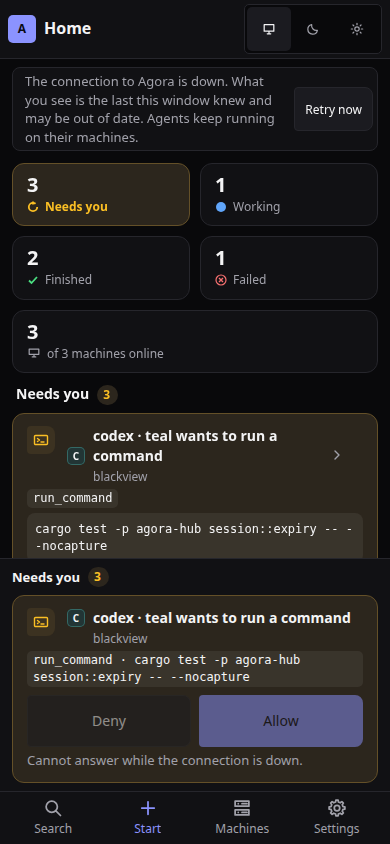 A Home
The connection to Agora is down. What
you see is the last this window knew and
may be out of date. Agents keep running
on their machines.
Retry now
3
Needs you
1
Working
2
Finished
1
Failed
3
of 3 machines online
Needs you 3
C codex · teal wants to run a
command
blackview
run_command
cargo test -p agora-hub session::expiry -- -
-nocapture
Needs you 3
C codex · teal wants to run a command
blackview
run_command · cargo test -p agora-hub
session::expiry -- --nocapture
Deny Allow
Cannot answer while the connection is down.
Search Start Machines Settings